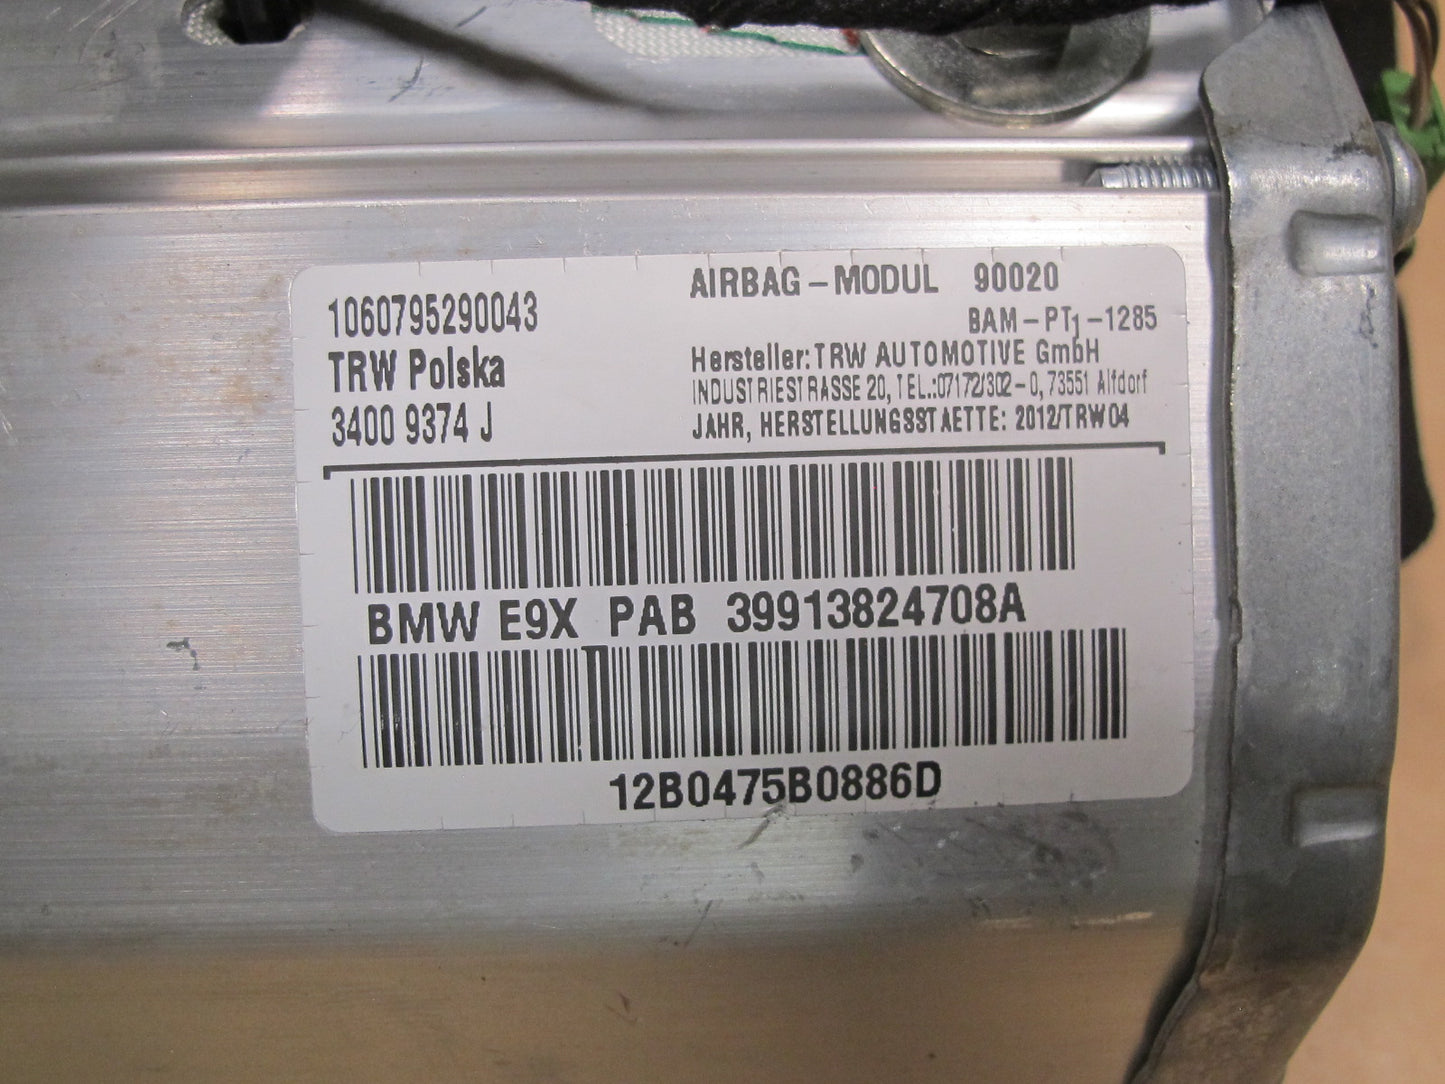 1060795290043
TRW Polska
3400 9374 J
AIRBAG – MODUL 90020
BAM – PT1 – 1285
Hersteller: TRW AUTOMOTIVE GmbH
INDUSTRIESTRASSE 20, TEL.:07172/302 – 0, 73551 Alfdorf
JAHR, HERSTELLUNGSSTAETTE: 2012/TRW04
BMW E9X PAB 39913824708A
12B0475B0886D